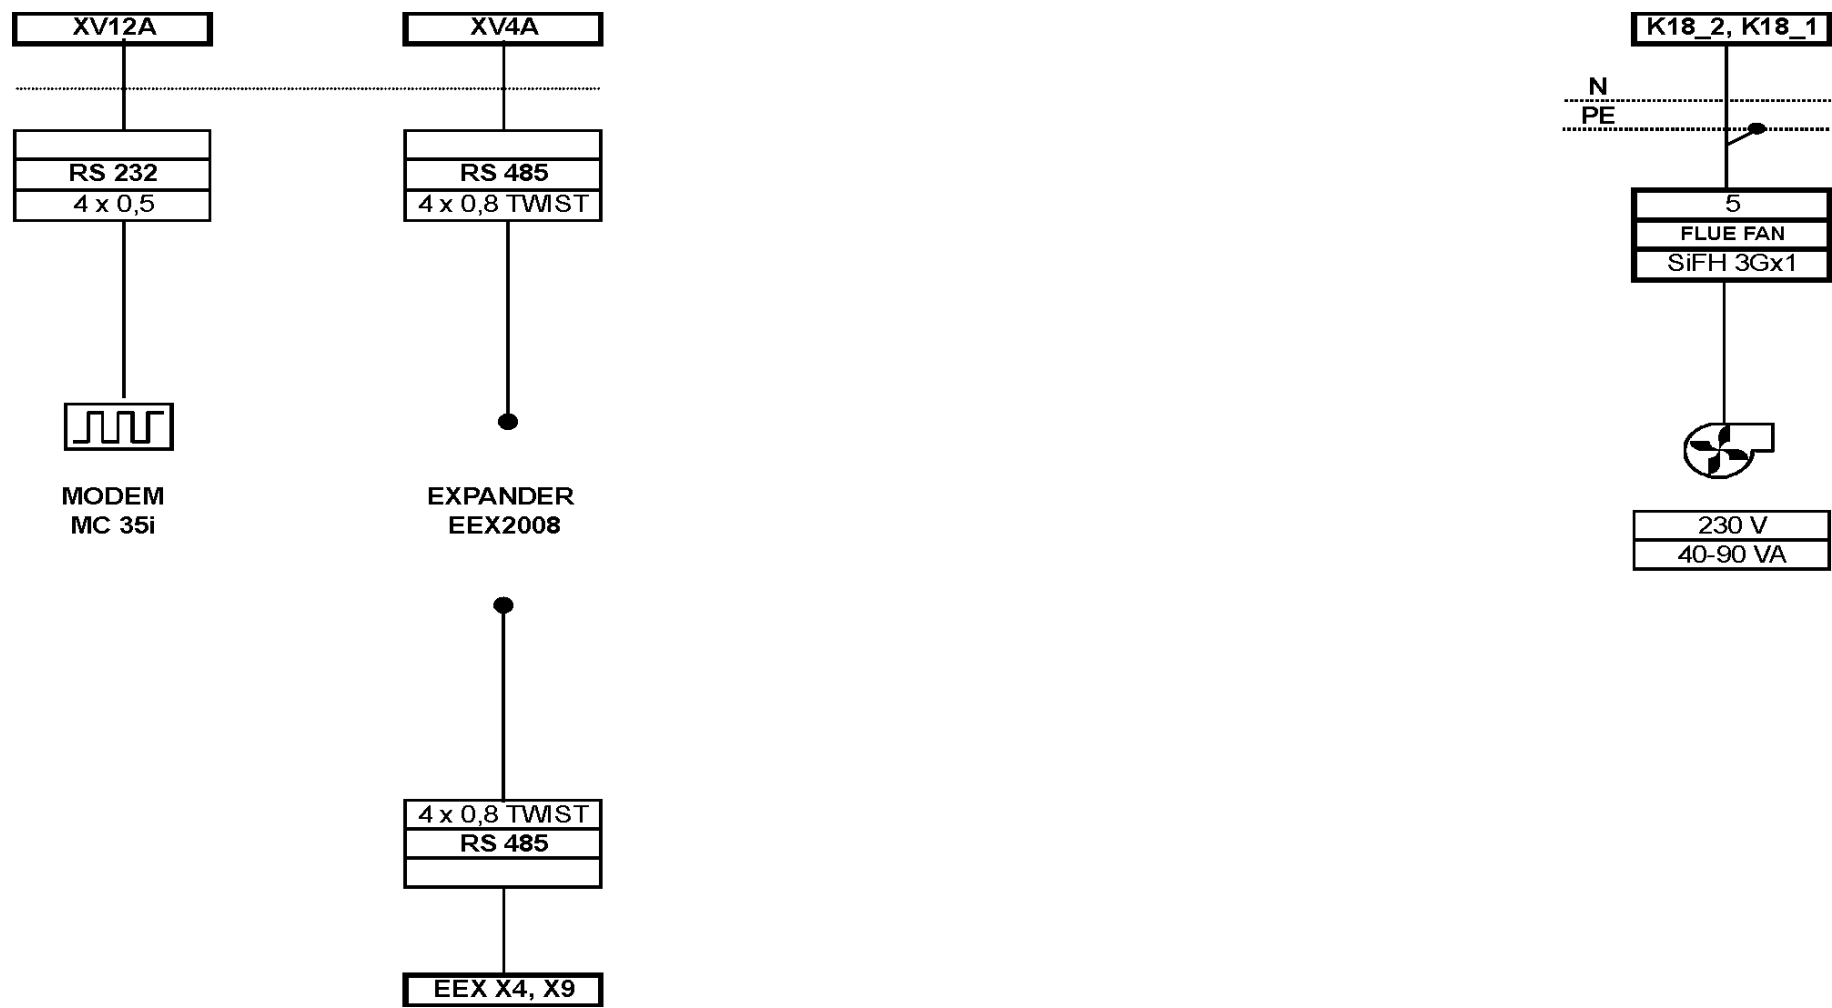 XV12A
XV4A
K18_2, K18_1
N
PE
RS 232
4 x 0,5
RS 485
4 x 0,8 TWIST
5
FLUE FAN
SiFH 3Gx1
MODEM
MC 35i
EXPANDER
EEX2008
230 V
40-90 VA
4 x 0,8 TWIST
RS 485
EEX X4, X9